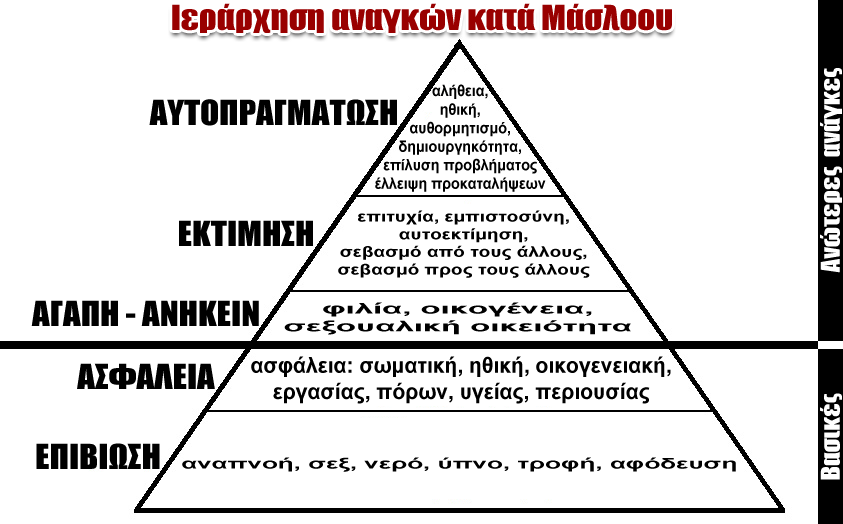 Ιεράρχηση αναγκών κατά Μάσλοου
ΑΥΤΟΠΡΑΓΜΑΤΩΣΗ
αλήθεια,
ηθική,
αυθορμητισμό,
δημιουργηκότητα,
επίλυση προβλήματος
έλλειψη προκαταλήψεων
ΕΚΤΙΜΗΣΗ
επιτυχία, εμπιστοσύνη,
αυτοεκτίμηση,
σεβασμό από τους άλλους,
σεβασμό προς τους άλλους
ΑΓΑΠΗ - ΑΝΗΚΕΙΝ
φιλία, οικογένεια,
σεξουαλική οικειότητα
Ανώτερες ανάγκες
ΑΣΦΑΛΕΙΑ
ασφάλεια: σωματική, ηθική, οικογενειακή,
εργασίας, πόρων, υγείας, περιουσίας
ΕΠΙΒΙΩΣΗ
αναπνοή, σεξ, νερό, ύπνο, τροφή, αφόδευση
Βασικές